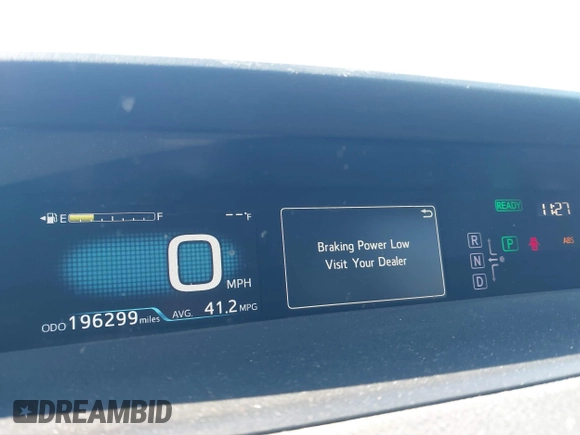 READY
11:27
E F
--°F
Braking Power Low
Visit Your Dealer
R
N
D
P
ABS
0 MPH
ODO 196299 miles
AVG. 41.2 MPG
DREAMBID